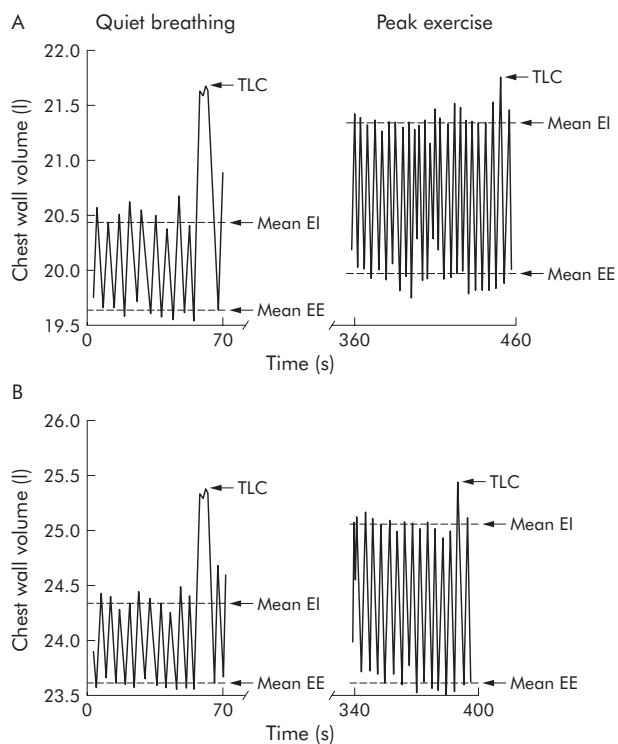 A
Quiet breathing
Peak exercise
Chest wall volume (l)
22.0
21.5
21.0
20.5
20.0
19.5
TLC
Mean EI
Mean EE
TLC
Mean EI
Mean EE
0
70
360
460
Time (s)
B
Chest wall volume (l)
26.0
25.5
25.0
24.5
24.0
23.5
TLC
Mean EI
Mean EE
TLC
Mean EI
Mean EE
0
70
340
400
Time (s)